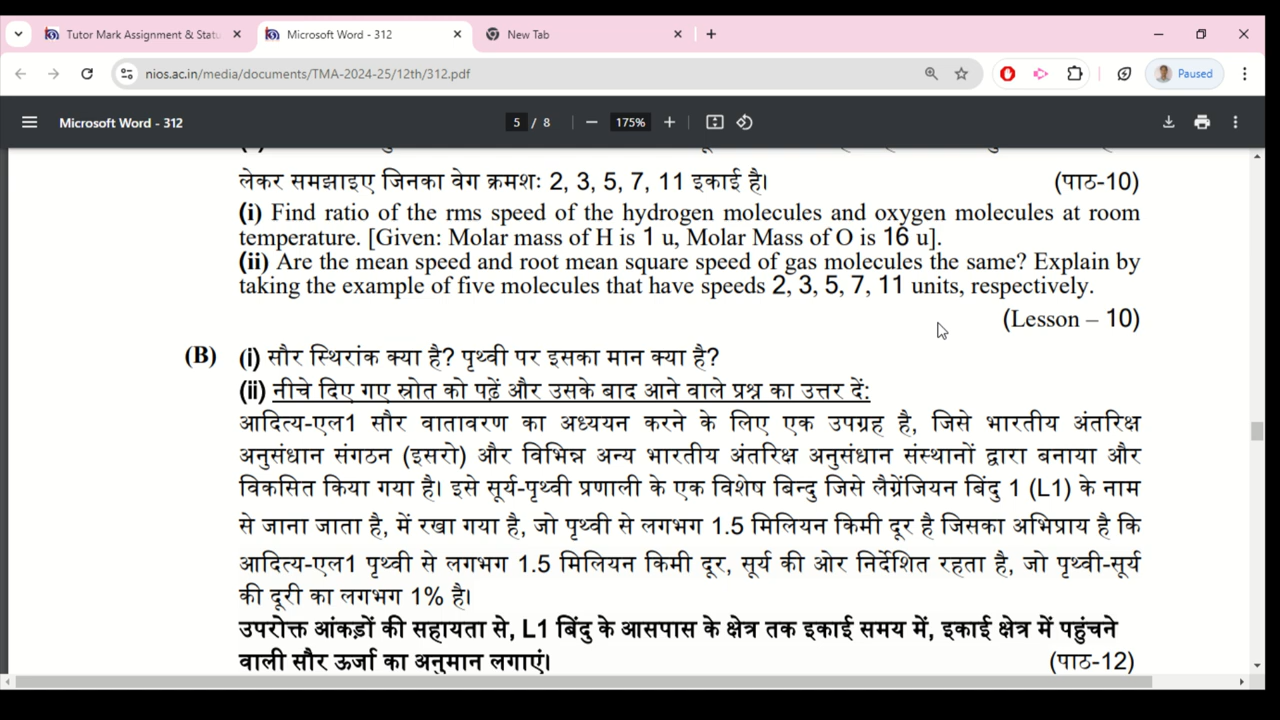 Tutor Mark Assignment & Statu
Microsoft Word - 312
New Tab
nios.ac.in/media/documents/TMA-2024-25/12th/312.pdf
Paused
Microsoft Word - 312
5 / 8
175%
लेकर समझाइए जिनका वेग क्रमशः 2, 3, 5, 7, 11 इकाई है। (पाठ-10)
(i) Find ratio of the rms speed of the hydrogen molecules and oxygen molecules at room
temperature. [Given: Molar mass of H is 1 u, Molar Mass of O is 16 u].
(ii) Are the mean speed and root mean square speed of gas molecules the same? Explain by
taking the example of five molecules that have speeds 2, 3, 5, 7, 11 units, respectively.
(Lesson – 10)
(B) (i) सौर स्थिरांक क्या है? पृथ्वी पर इसका मान क्या है?
(ii) नीचे दिए गए स्रोत को पढ़ें और उसके बाद आने वाले प्रश्न का उत्तर दें:
आदित्य-एल1 सौर वातावरण का अध्ययन करने के लिए एक उपग्रह है, जिसे भारतीय अंतरिक्ष
अनुसंधान संगठन (इसरो) और विभिन्न अन्य भारतीय अंतरिक्ष अनुसंधान संस्थानों द्वारा बनाया और
विकसित किया गया है। इसे सूर्य-पृथ्वी प्रणाली के एक विशेष बिन्दु जिसे लैग्रेंजियन बिंदु 1 (L1) के नाम
से जाना जाता है, में रखा गया है, जो पृथ्वी से लगभग 1.5 मिलियन किमी दूर है जिसका अभिप्राय है कि
आदित्य-एल1 पृथ्वी से लगभग 1.5 मिलियन किमी दूर, सूर्य की ओर निर्देशित रहता है, जो पृथ्वी-सूर्य
की दूरी का लगभग 1% है।
उपरोक्त आंकड़ों की सहायता से, L1 बिंदु के आसपास के क्षेत्र तक इकाई समय में, इकाई क्षेत्र में पहुंचने
वाली सौर ऊर्जा का अनुमान लगाएं। (पाठ-12)